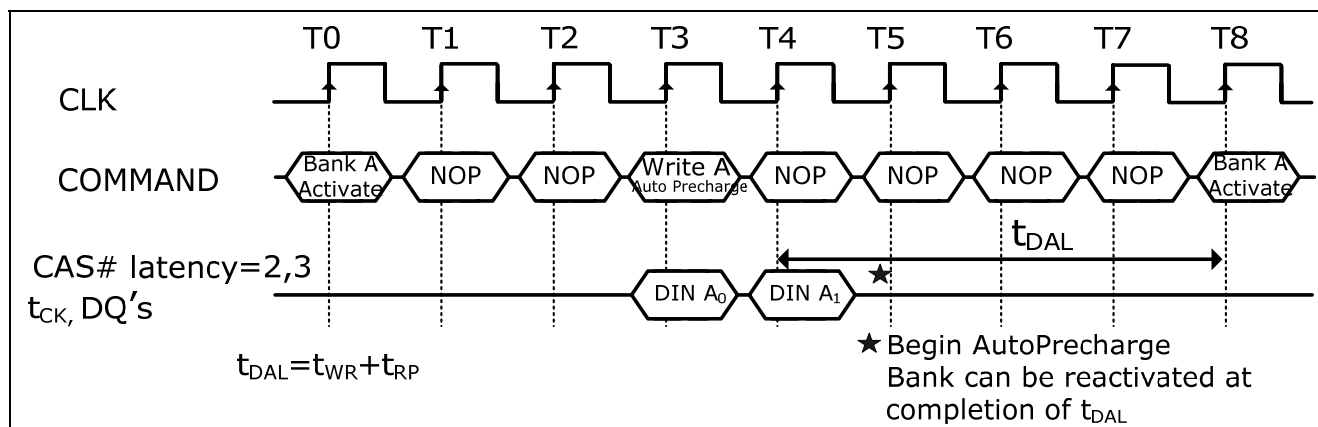 T0 T1 T2 T3 T4 T5 T6 T7 T8
CLK
COMMAND
Bank A Activate
NOP
NOP
Write A Auto Precharge
NOP
NOP
NOP
NOP
Bank A Activate
tDAL
CAS# latency=2,3
tCK, DQ's
DIN A0
DIN A1
tDAL=tWR+tRP
★ Begin AutoPrecharge
Bank can be reactivated at
completion of tDAL